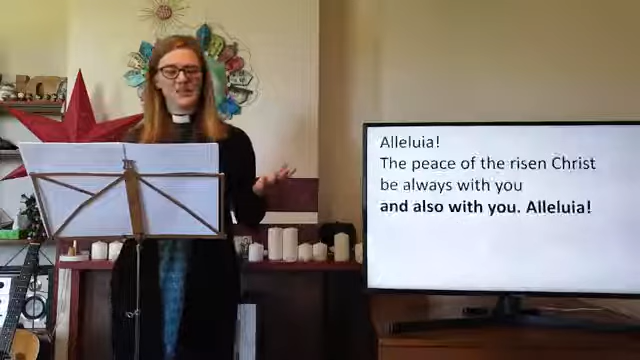 Alleluia!
The peace of the risen Christ
be always with you
and also with you. Alleluia!